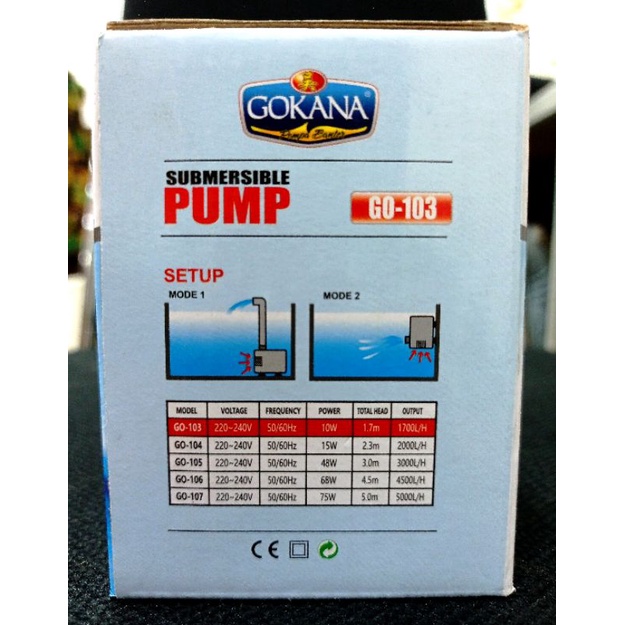 GOKANA
®
Pompa Banter
SUBMERSIBLE
PUMP
GO-103
SETUP
MODE 1
MODE 2
MODEL VOLTAGE FREQUENCY POWER TOTAL HEAD OUTPUT
GO-103 220~240V 50/60Hz 10W 1.7m 1700L/H
GO-104 220~240V 50/60Hz 15W 2.3m 2000L/H
GO-105 220~240V 50/60Hz 48W 3.0m 3000L/H
GO-106 220~240V 50/60Hz 68W 4.5m 4500L/H
GO-107 220~240V 50/60Hz 75W 5.0m 5000L/H
CE